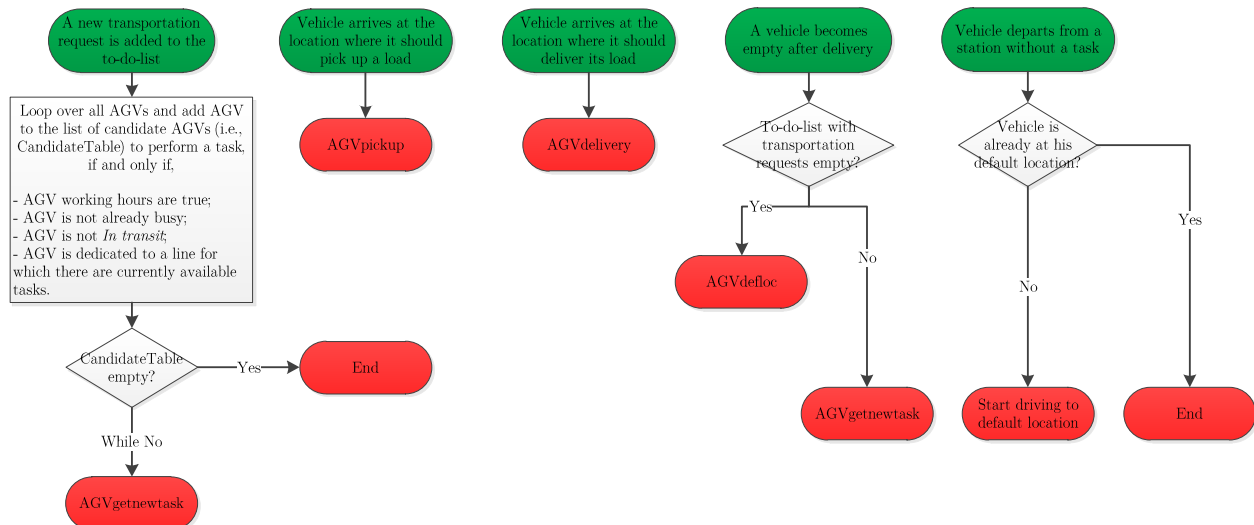 A new transportation
request is added to the
to-do-list
Loop over all AGVs and add AGV
to the list of candidate AGVs (i.e.,
CandidateTable) to perform a task,
if and only if,
- AGV working hours are true;
- AGV is not already busy;
- AGV is not In transit;
- AGV is dedicated to a line for
which there are currently available
tasks.
CandidateTable
empty?
Yes
End
While No
AGVgetnewtask
Vehicle arrives at the
location where it should
pick up a load
AGVpickup
Vehicle arrives at the
location where it should
deliver its load
AGVdelivery
A vehicle becomes
empty after delivery
To-do-list with
transportation
requests empty?
Yes
AGVdefloc
No
AGVgetnewtask
Vehicle departs from a
station without a task
Vehicle is
already at his
default location?
No
Start driving to
default location
Yes
End